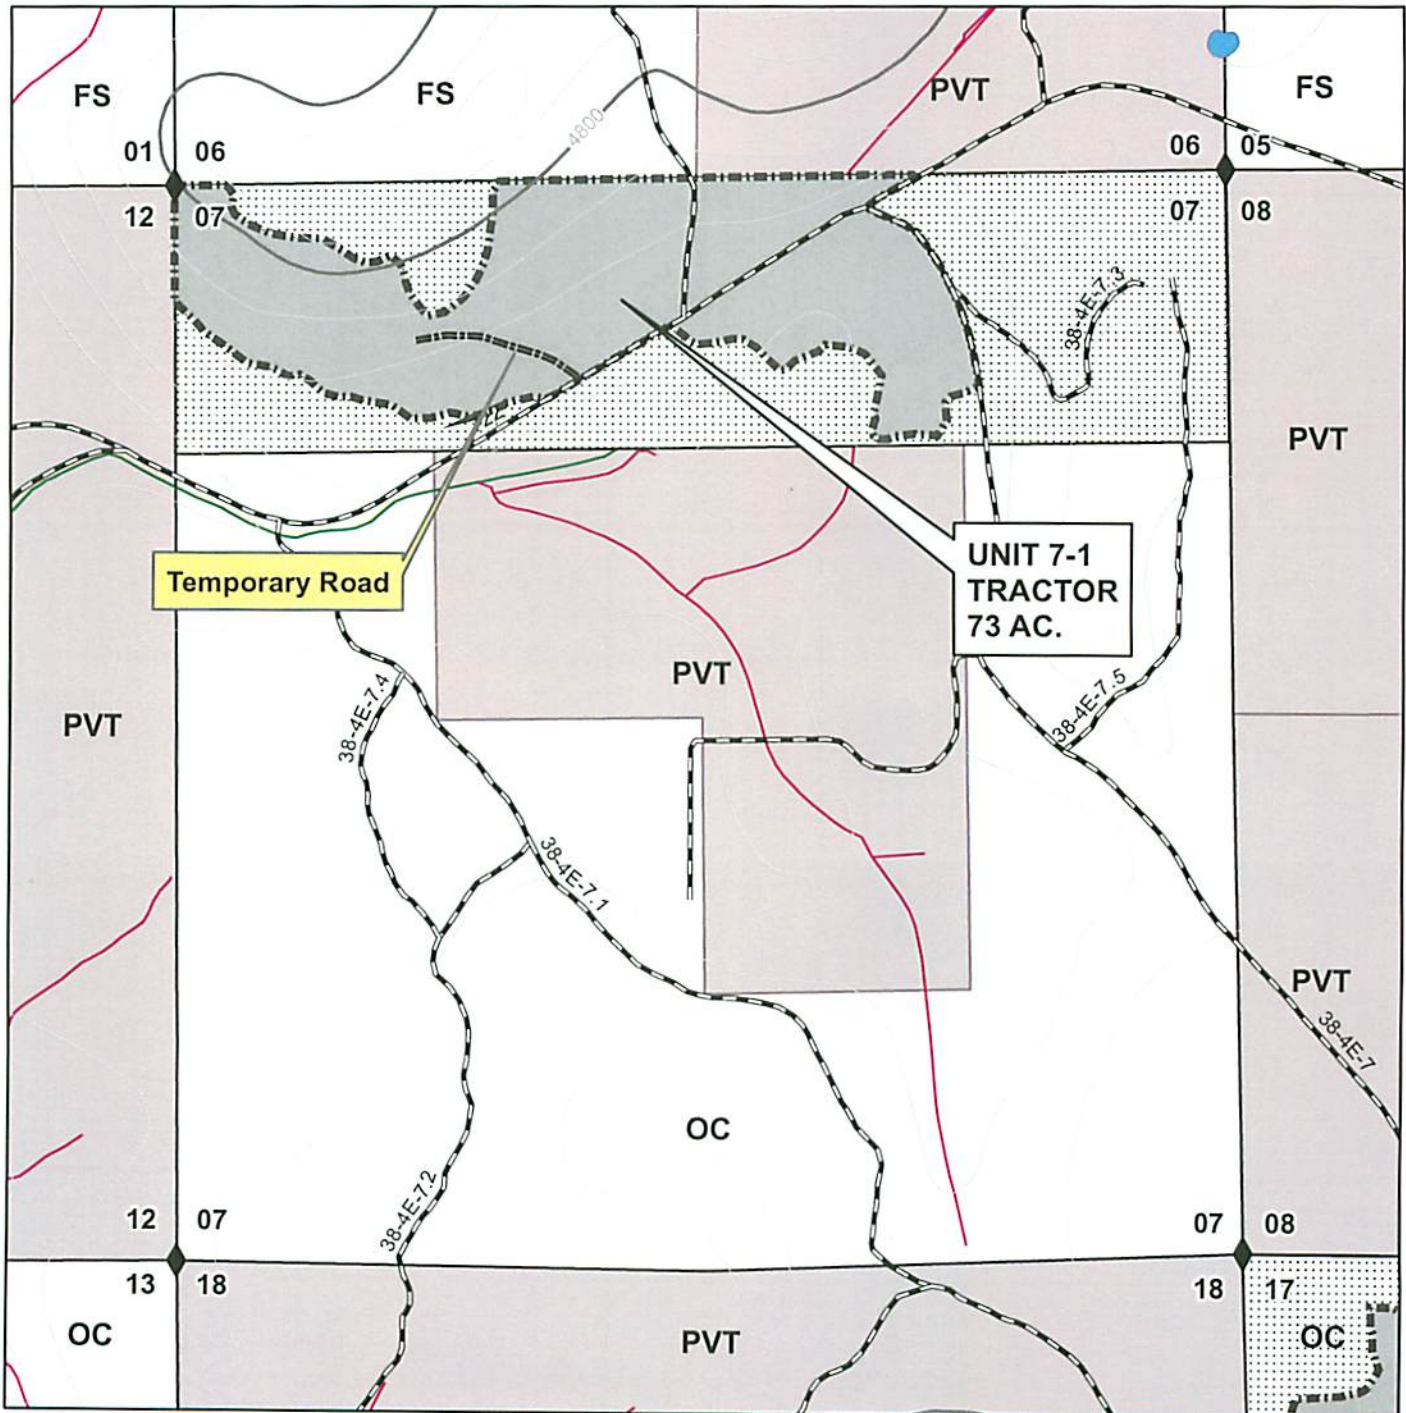 FS
FS
PVT
FS
4800
01
06
06
05
12
07
07
08
38-4E-7.3
PVT
UNIT 7-1
TRACTOR
73 AC.
Temporary Road
PVT
38-4E-7.4
38-4E-7.5
PVT
38-4E-7.1
PVT
38-4E-7
OC
38-4E-7.2
12
07
07
08
13
18
18
17
OC
PVT
OC